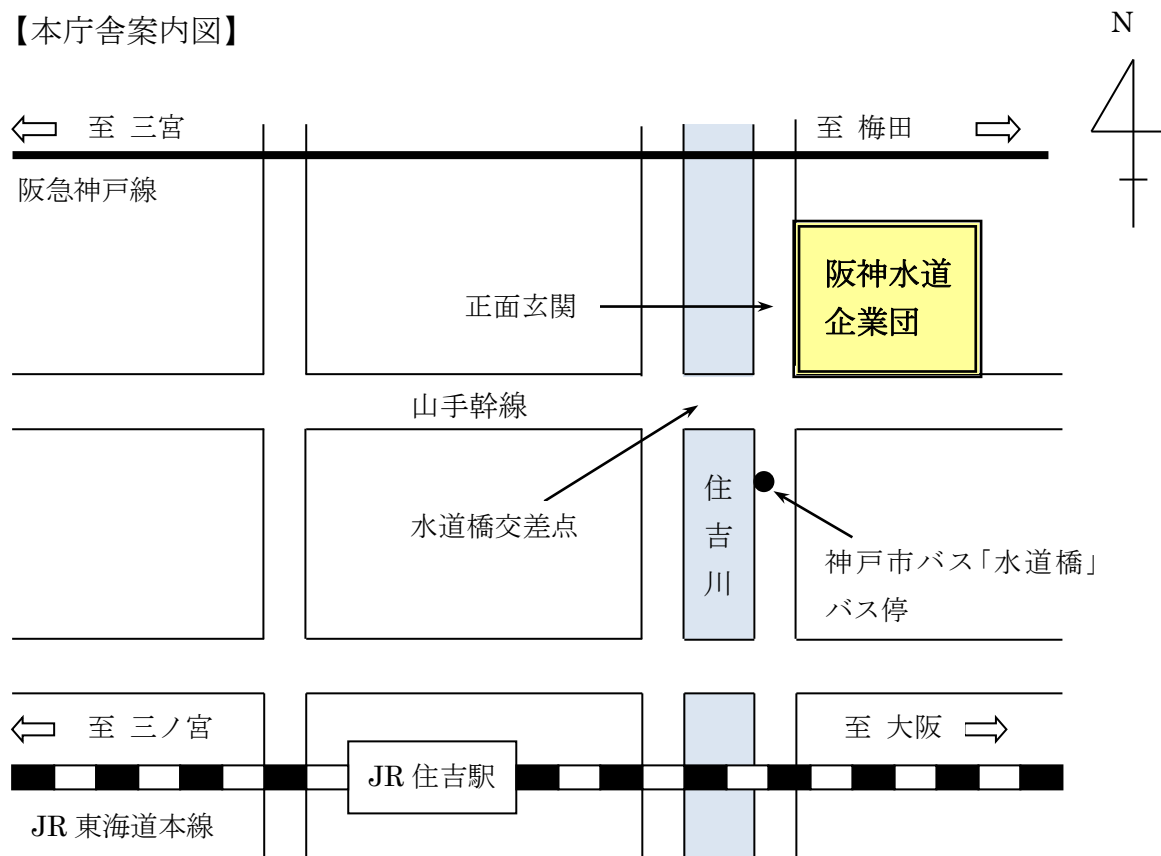 【本庁舎案内図】
N
至 三宮
至 梅田
阪急神戸線
阪神水道
企業団
正面玄関
山手幹線
住吉川
水道橋交差点
神戸市バス「水道橋」
バス停
至 三ノ宮
至 大阪
JR 住吉駅
JR 東海道本線